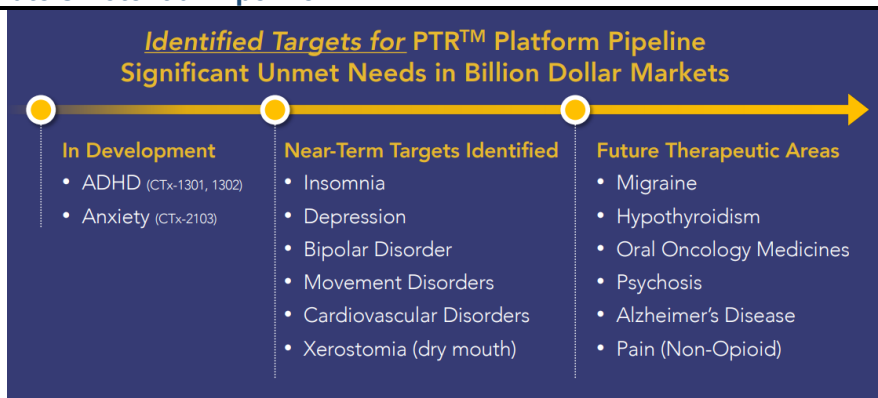 Identified Targets for PTR™ Platform Pipeline
Significant Unmet Needs in Billion Dollar Markets
In Development
• ADHD (CTx-1301, 1302)
• Anxiety (CTx-2103)
Near-Term Targets Identified
• Insomnia
• Depression
• Bipolar Disorder
• Movement Disorders
• Cardiovascular Disorders
• Xerostomia (dry mouth)
Future Therapeutic Areas
• Migraine
• Hypothyroidism
• Oral Oncology Medicines
• Psychosis
• Alzheimer’s Disease
• Pain (Non-Opioid)